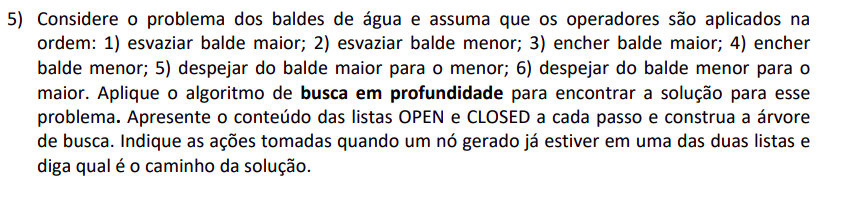 5) Considere o problema dos baldes de água e assuma que os operadores são aplicados na
ordem: 1) esvaziar balde maior; 2) esvaziar balde menor; 3) encher balde maior; 4) encher
balde menor; 5) despejar do balde maior para o menor; 6) despejar do balde menor para o
maior. Aplique o algoritmo de busca em profundidade para encontrar a solução para esse
problema. Apresente o conteúdo das listas OPEN e CLOSED a cada passo e construa a árvore
de busca. Indique as ações tomadas quando um nó gerado já estiver em uma das duas listas e
diga qual é o caminho da solução.